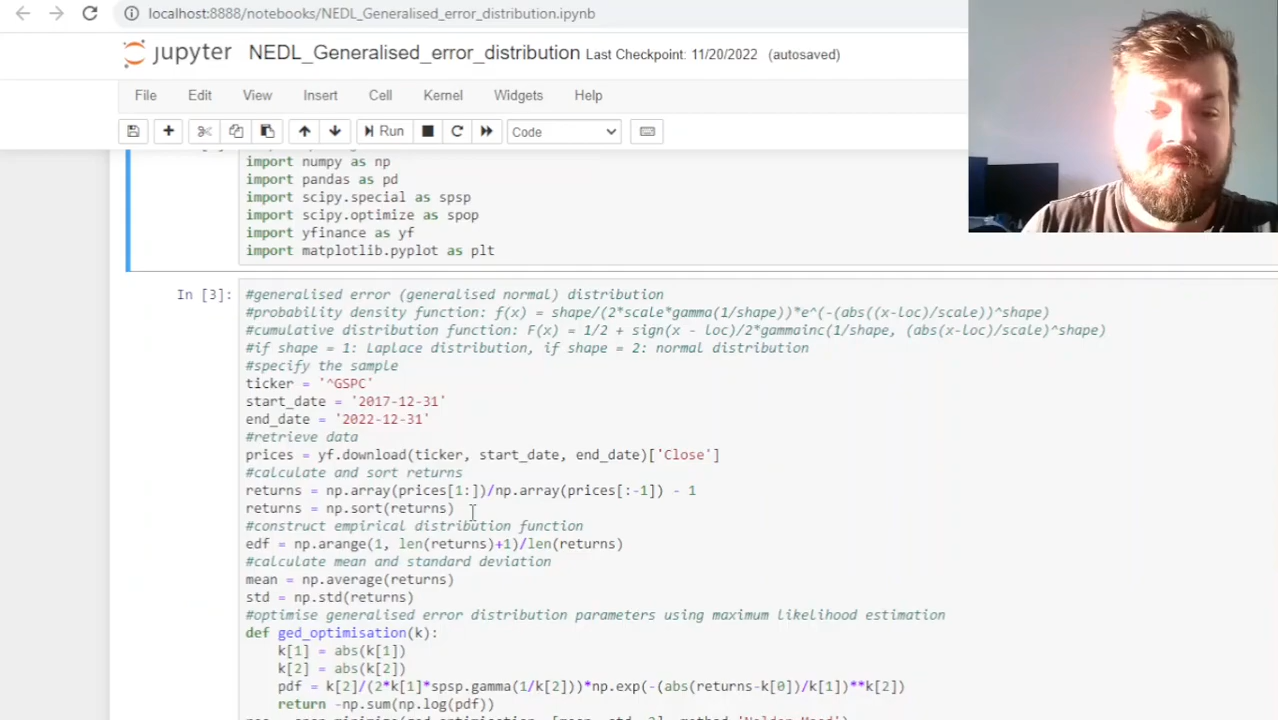 localhost:8888/notebooks/NEDL_Generalised_error_distribution.ipynb
jupyter NEDL_Generalised_error_distribution Last Checkpoint: 11/20/2022 (autosaved)
File Edit View Insert Cell Kernel Widgets Help
Run Code
import numpy as np
import pandas as pd
import scipy.special as spsp
import scipy.optimize as spop
import yfinance as yf
import matplotlib.pyplot as plt
In [3]: #generalised error (generalised normal) distribution
#probability density function: f(x) = shape/(2*scale*gamma(1/shape))*e^(-(abs((x-loc)/scale))^shape)
#cumulative distribution function: F(x) = 1/2 + sign(x - loc)/2*gammainc(1/shape, (abs(x-loc)/scale)^shape)
#if shape = 1: Laplace distribution, if shape = 2: normal distribution
#specify the sample
ticker = '^GSPC'
start_date = '2017-12-31'
end_date = '2022-12-31'
#retrieve data
prices = yf.download(ticker, start_date, end_date)['Close']
#calculate and sort returns
returns = np.array(prices[1:])/np.array(prices[:-1]) - 1
returns = np.sort(returns)
#construct empirical distribution function
edf = np.arange(1, len(returns)+1)/len(returns)
#calculate mean and standard deviation
mean = np.average(returns)
std = np.std(returns)
#optimise generalised error distribution parameters using maximum likelihood estimation
def ged_optimisation(k):
k[1] = abs(k[1])
k[2] = abs(k[2])
pdf = k[2]/(2*k[1]*spsp.gamma(1/k[2]))*np.exp(-(abs(returns-k[0])/k[1])**k[2])
return -np.sum(np.log(pdf))